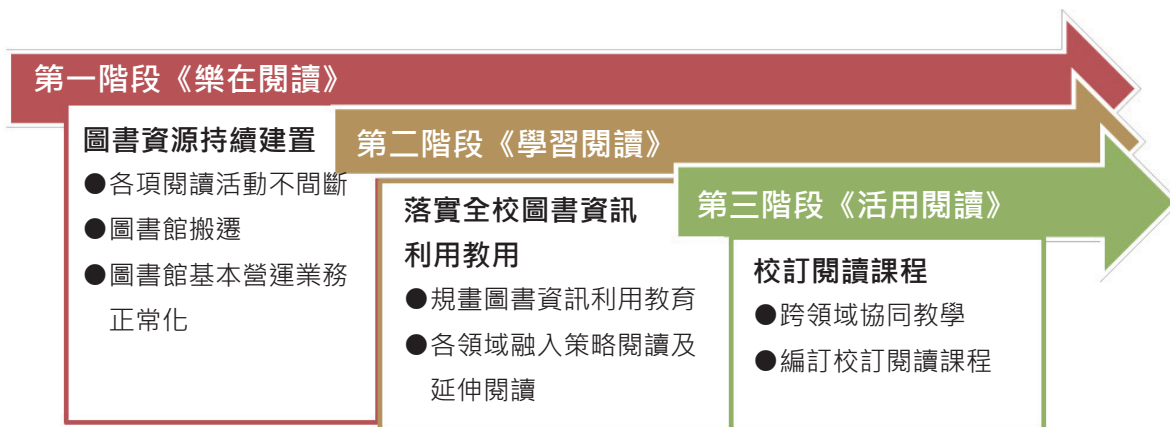 第一階段《樂在閱讀》
圖書資源持續建置
●各項閱讀活動不間斷
●圖書館搬遷
●圖書館基本營運業務
正常化
第二階段《學習閱讀》
落實全校圖書資訊
利用教用
●規畫圖書資訊利用教育
●各領域融入策略閱讀及
延伸閱讀
第三階段《活用閱讀》
校訂閱讀課程
●跨領域協同教學
●編訂校訂閱讀課程